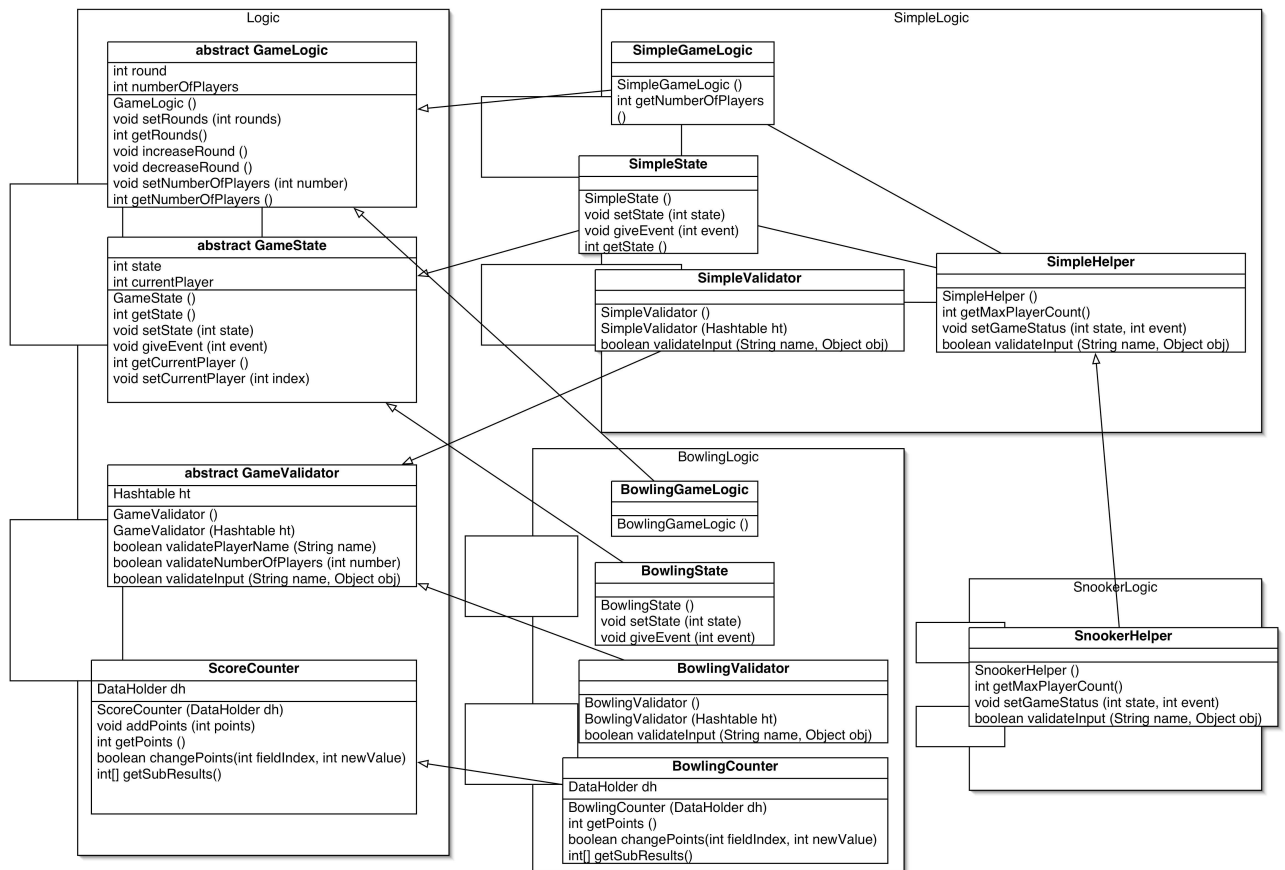 Logic
abstract GameLogic
int round
int numberOfPlayers
GameLogic ()
void setRounds (int rounds)
int getRounds()
void increaseRound ()
void decreaseRound ()
void setNumberOfPlayers (int number)
int getNumberOfPlayers ()
abstract GameState
int state
int currentPlayer
GameState ()
int getState ()
void setState (int state)
void giveEvent (int event)
int getCurrentPlayer ()
void setCurrentPlayer (int index)
abstract GameValidator
Hashtable ht
GameValidator ()
GameValidator (Hashtable ht)
boolean validatePlayerName (String name)
boolean validateNumberOfPlayers (int number)
boolean validateInput (String name, Object obj)
ScoreCounter
DataHolder dh
ScoreCounter (DataHolder dh)
void addPoints (int points)
int getPoints ()
boolean changePoints(int fieldIndex, int newValue)
int[] getSubResults()
SimpleLogic
SimpleGameLogic
SimpleGameLogic ()
int getNumberOfPlayers
()
SimpleState
SimpleState ()
void setState (int state)
void giveEvent (int event)
int getState ()
SimpleValidator
SimpleValidator ()
SimpleValidator (Hashtable ht)
boolean validateInput (String name, Object obj)
SimpleHelper
SimpleHelper ()
int getMaxPlayerCount()
void setGameStatus (int state, int event)
boolean validateInput (String name, Object obj)
BowlingLogic
BowlingGameLogic
BowlingGameLogic ()
BowlingState
BowlingState ()
void setState (int state)
void giveEvent (int event)
BowlingValidator
BowlingValidator ()
BowlingValidator (Hashtable ht)
boolean validateInput (String name, Object obj)
BowlingCounter
DataHolder dh
BowlingCounter (DataHolder dh)
int getPoints ()
boolean changePoints(int fieldIndex, int newValue)
int[] getSubResults()
SnookerLogic
SnookerHelper
SnookerHelper ()
int getMaxPlayerCount()
void setGameStatus (int state, int event)
boolean validateInput (String name, Object obj)